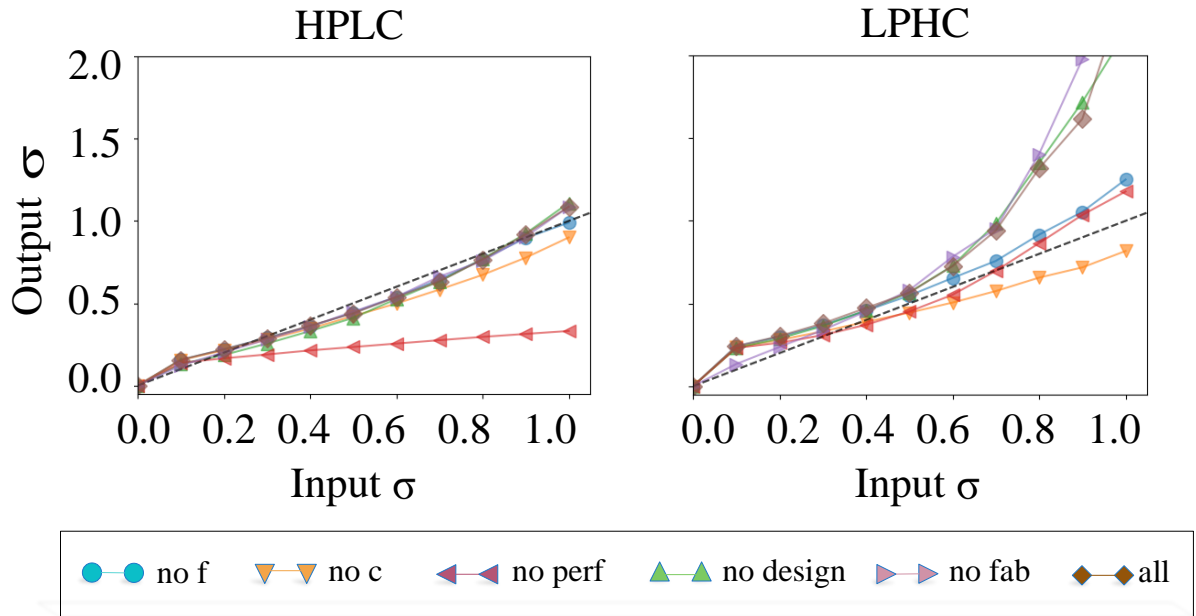 HPLC
LPHC
Output σ
2.0
1.5
1.0
0.5
0.0
0.0 0.2 0.4 0.6 0.8 1.0
0.0 0.2 0.4 0.6 0.8 1.0
Input σ
Input σ
no f no c no perf no design no fab all